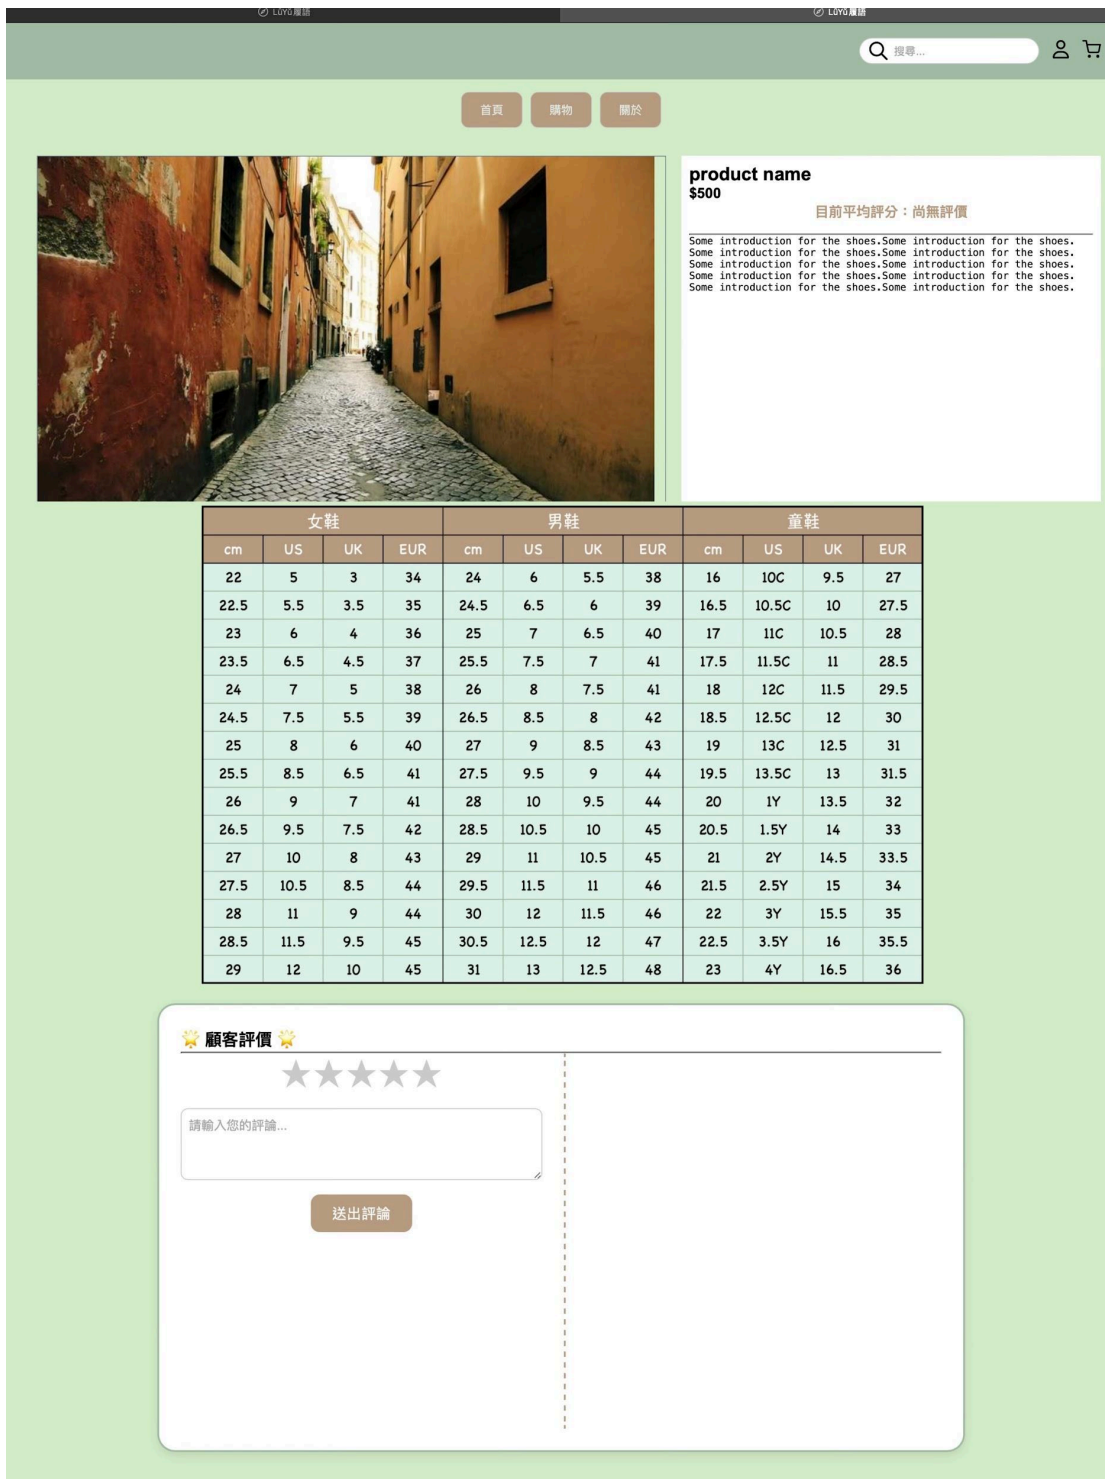 LǚYǔ履語
LǚYǔ履語
搜尋...
首頁 購物 關於
product name
$500
目前平均評分：尚無評價
Some introduction for the shoes.Some introduction for the shoes.
Some introduction for the shoes.Some introduction for the shoes.
Some introduction for the shoes.Some introduction for the shoes.
Some introduction for the shoes.Some introduction for the shoes.
Some introduction for the shoes.Some introduction for the shoes.
女鞋 男鞋 童鞋
cm US UK EUR cm US UK EUR cm US UK EUR
22 5 3 34 24 6 5.5 38 16 10C 9.5 27
22.5 5.5 3.5 35 24.5 6.5 6 39 16.5 10.5C 10 27.5
23 6 4 36 25 7 6.5 40 17 11C 10.5 28
23.5 6.5 4.5 37 25.5 7.5 7 41 17.5 11.5C 11 28.5
24 7 5 38 26 8 7.5 41 18 12C 11.5 29.5
24.5 7.5 5.5 39 26.5 8.5 8 42 18.5 12.5C 12 30
25 8 6 40 27 9 8.5 43 19 13C 12.5 31
25.5 8.5 6.5 41 27.5 9.5 9 44 19.5 13.5C 13 31.5
26 9 7 41 28 10 9.5 44 20 1Y 13.5 32
26.5 9.5 7.5 42 28.5 10.5 10 45 20.5 1.5Y 14 33
27 10 8 43 29 11 10.5 45 21 2Y 14.5 33.5
27.5 10.5 8.5 44 29.5 11.5 11 46 21.5 2.5Y 15 34
28 11 9 44 30 12 11.5 46 22 3Y 15.5 35
28.5 11.5 9.5 45 30.5 12.5 12 47 22.5 3.5Y 16 35.5
29 12 10 45 31 13 12.5 48 23 4Y 16.5 36
🌟 顧客評價 🌟
★★★★★
請輸入您的評論...
送出評論